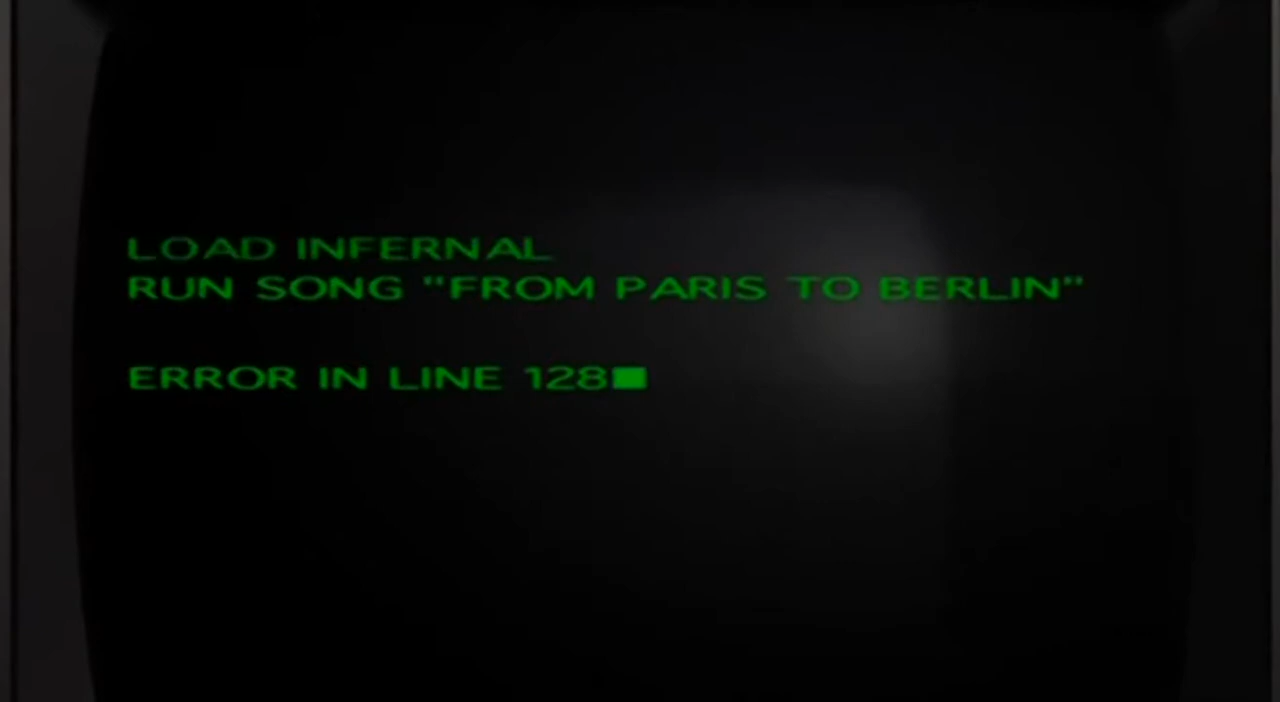 LOAD INFERNAL
RUN SONG "FROM PARIS TO BERLIN"
ERROR IN LINE 128